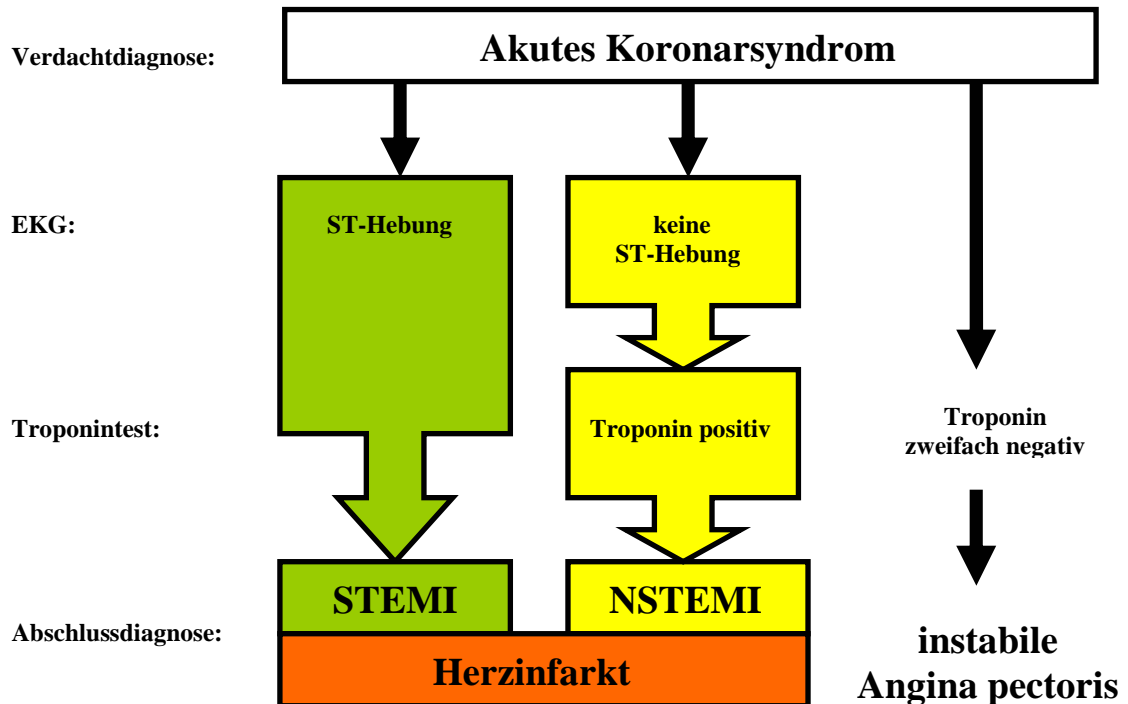 Verdachtdiagnose:
Akutes Koronarsyndrom
EKG:
ST-Hebung
keine
ST-Hebung
Troponintest:
Troponin positiv
Troponin
zweifach negativ
Abschlussdiagnose:
STEMI
NSTEMI
Herzinfarkt
instabile
Angina pectoris